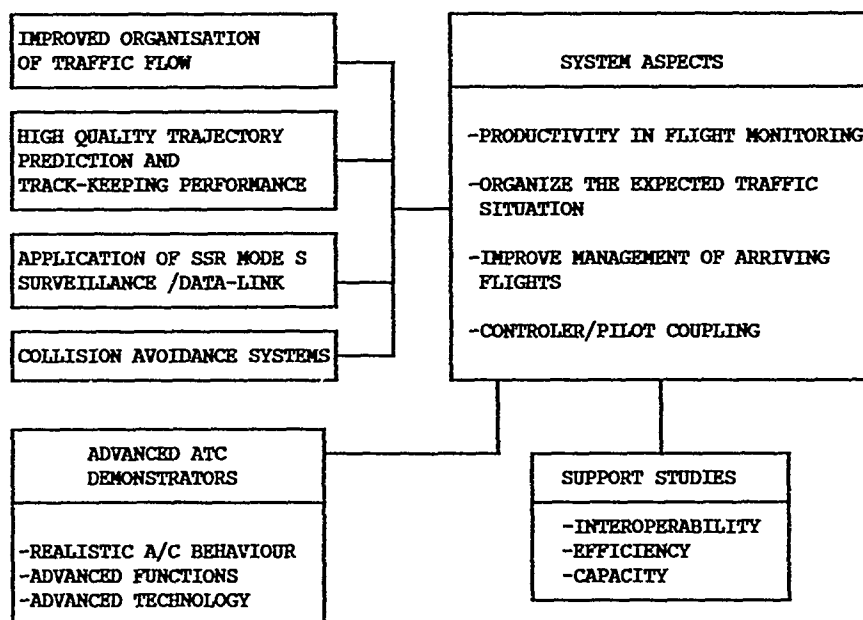 IMPROVED ORGANISATION
OF TRAFFIC FLOW
HIGH QUALITY TRAJECTORY
PREDICTION AND
TRACK-KEEPING PERFORMANCE
APPLICATION OF SSR MODE S
SURVEILLANCE /DATA-LINK
COLLISION AVOIDANCE SYSTEMS
SYSTEM ASPECTS
-PRODUCTIVITY IN FLIGHT MONITORING
-ORGANIZE THE EXPECTED TRAFFIC
SITUATION
-IMPROVE MANAGEMENT OF ARRIVING
FLIGHTS
-CONTROLER/PILOT COUPLING
ADVANCED ATC
DEMONSTRATORS
-REALISTIC A/C BEHAVIOUR
-ADVANCED FUNCTIONS
-ADVANCED TECHNOLOGY
SUPPORT STUDIES
-INTEROPERABILITY
-EFFICIENCY
-CAPACITY